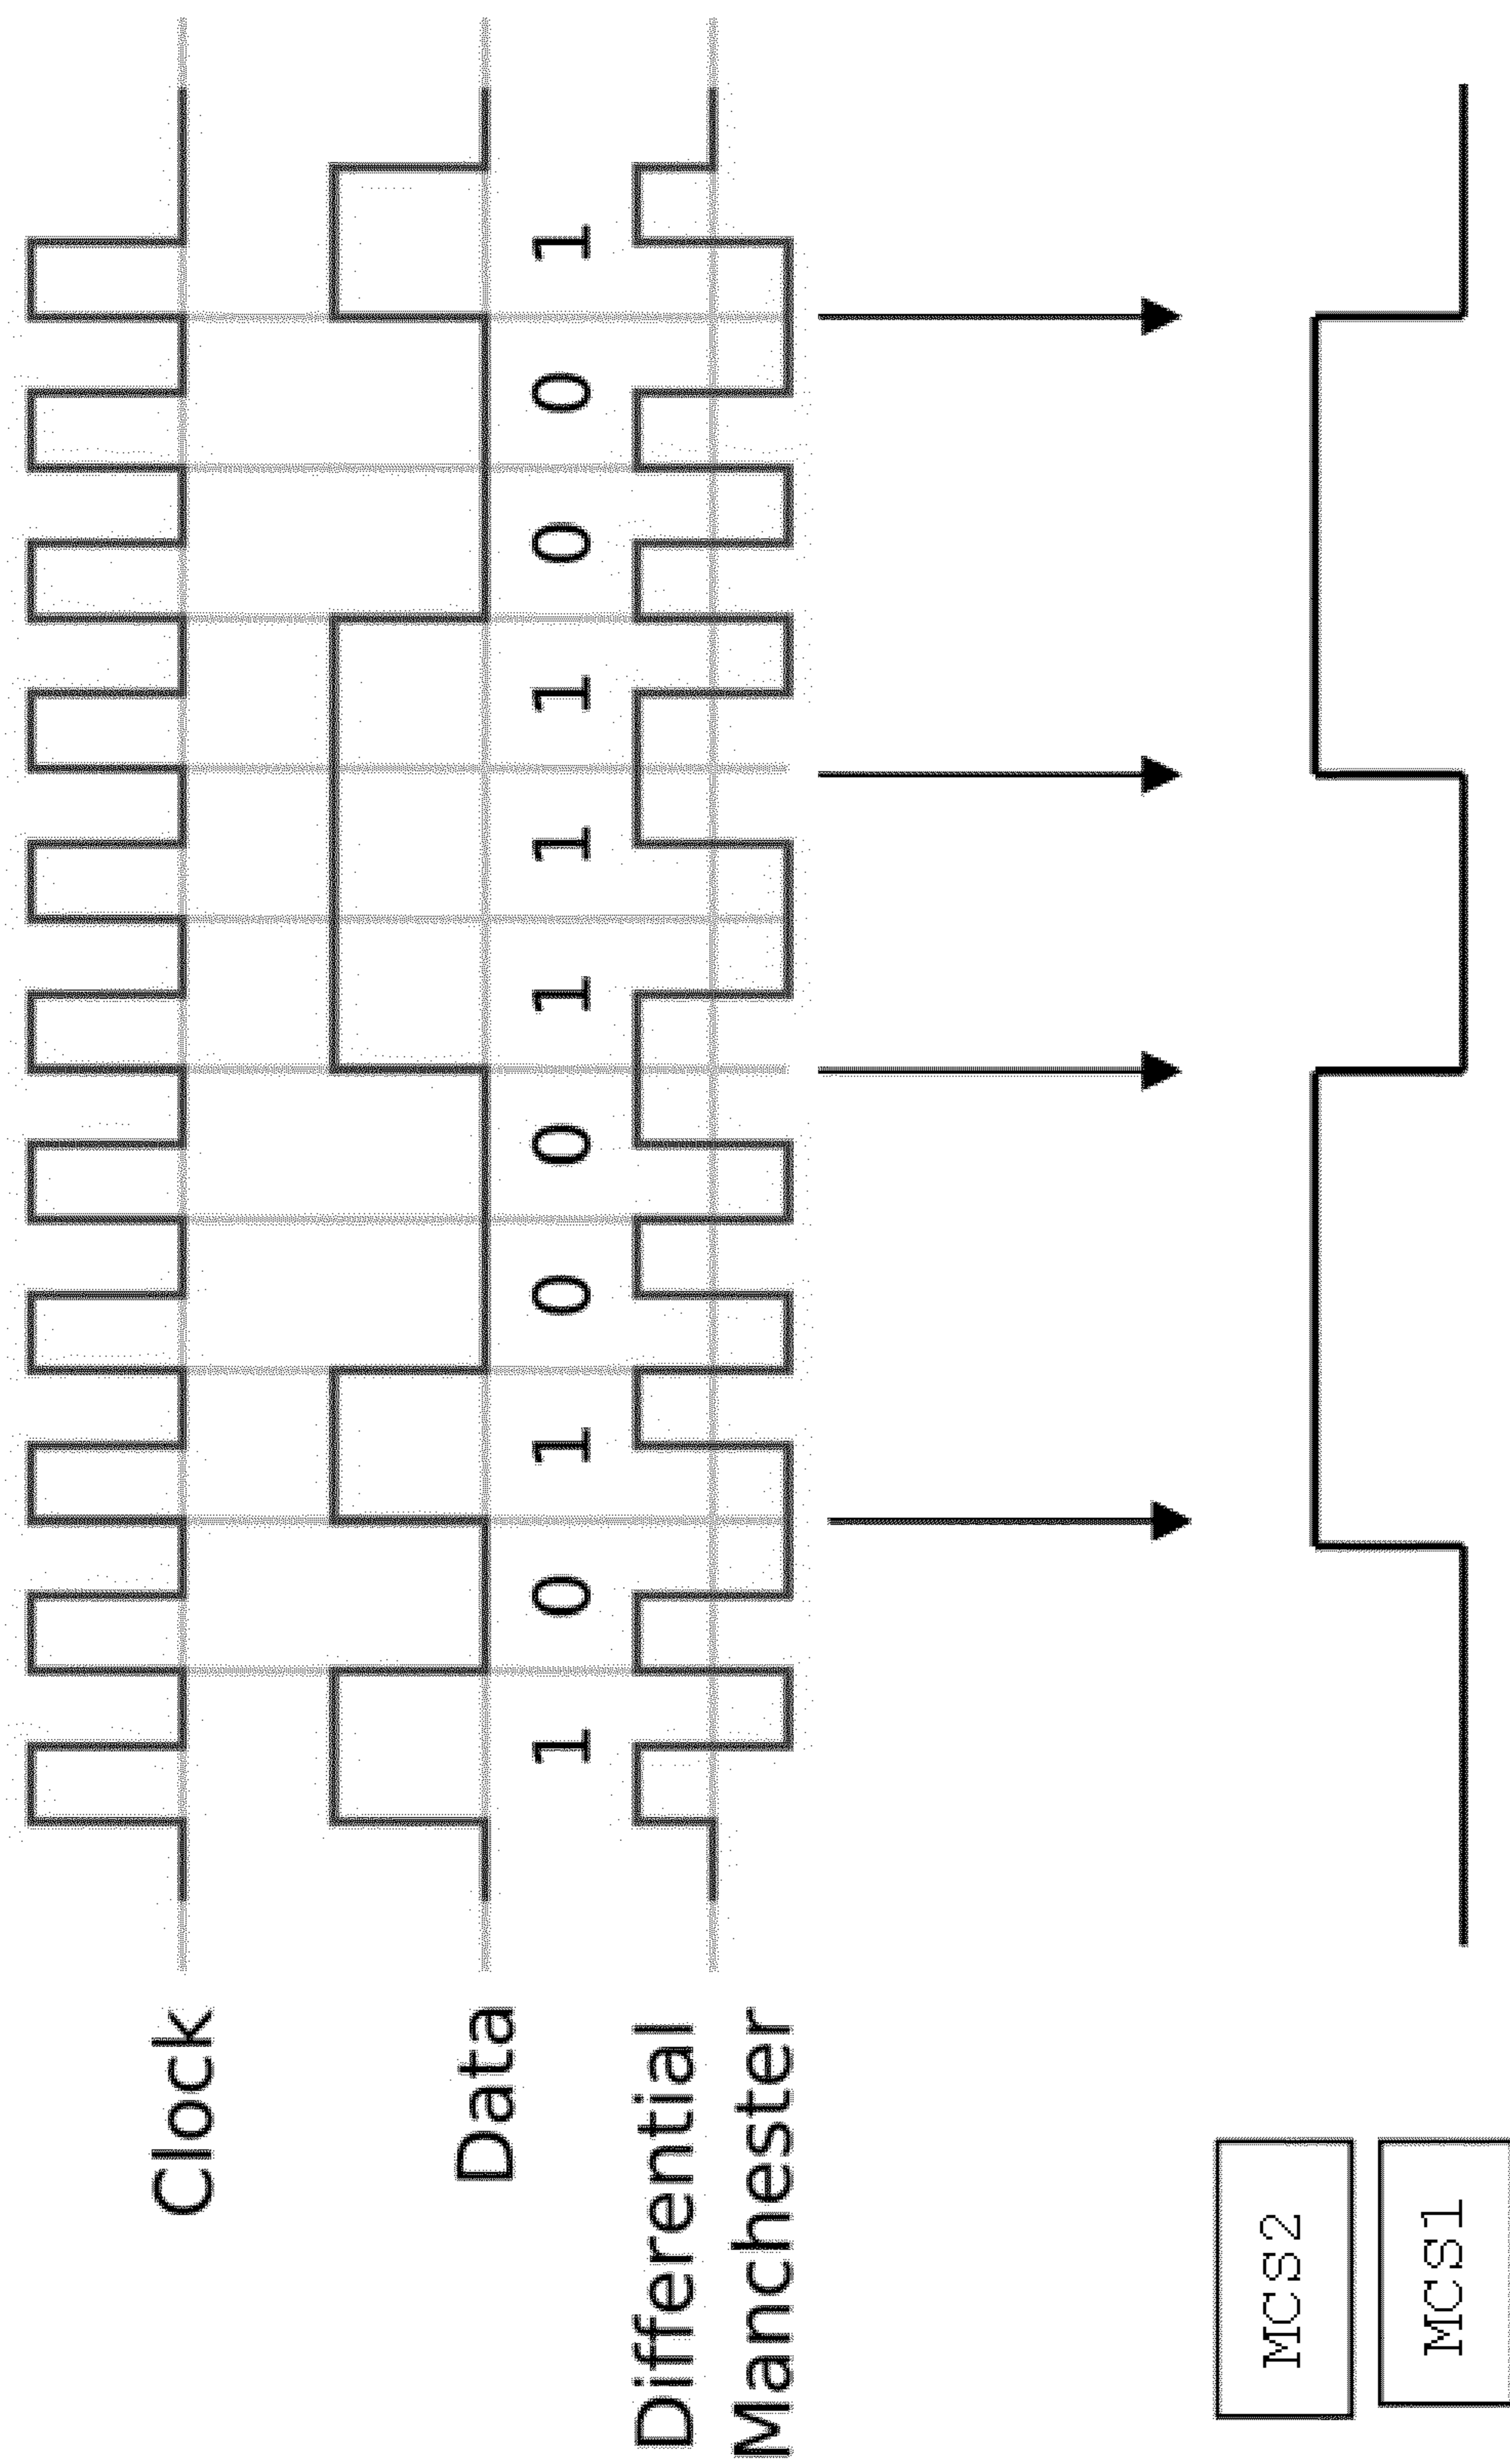 Clock
Data
1 0 1 0 0 1 1 1 0 0 1
Differential
Manchester
MCS2
MCS1